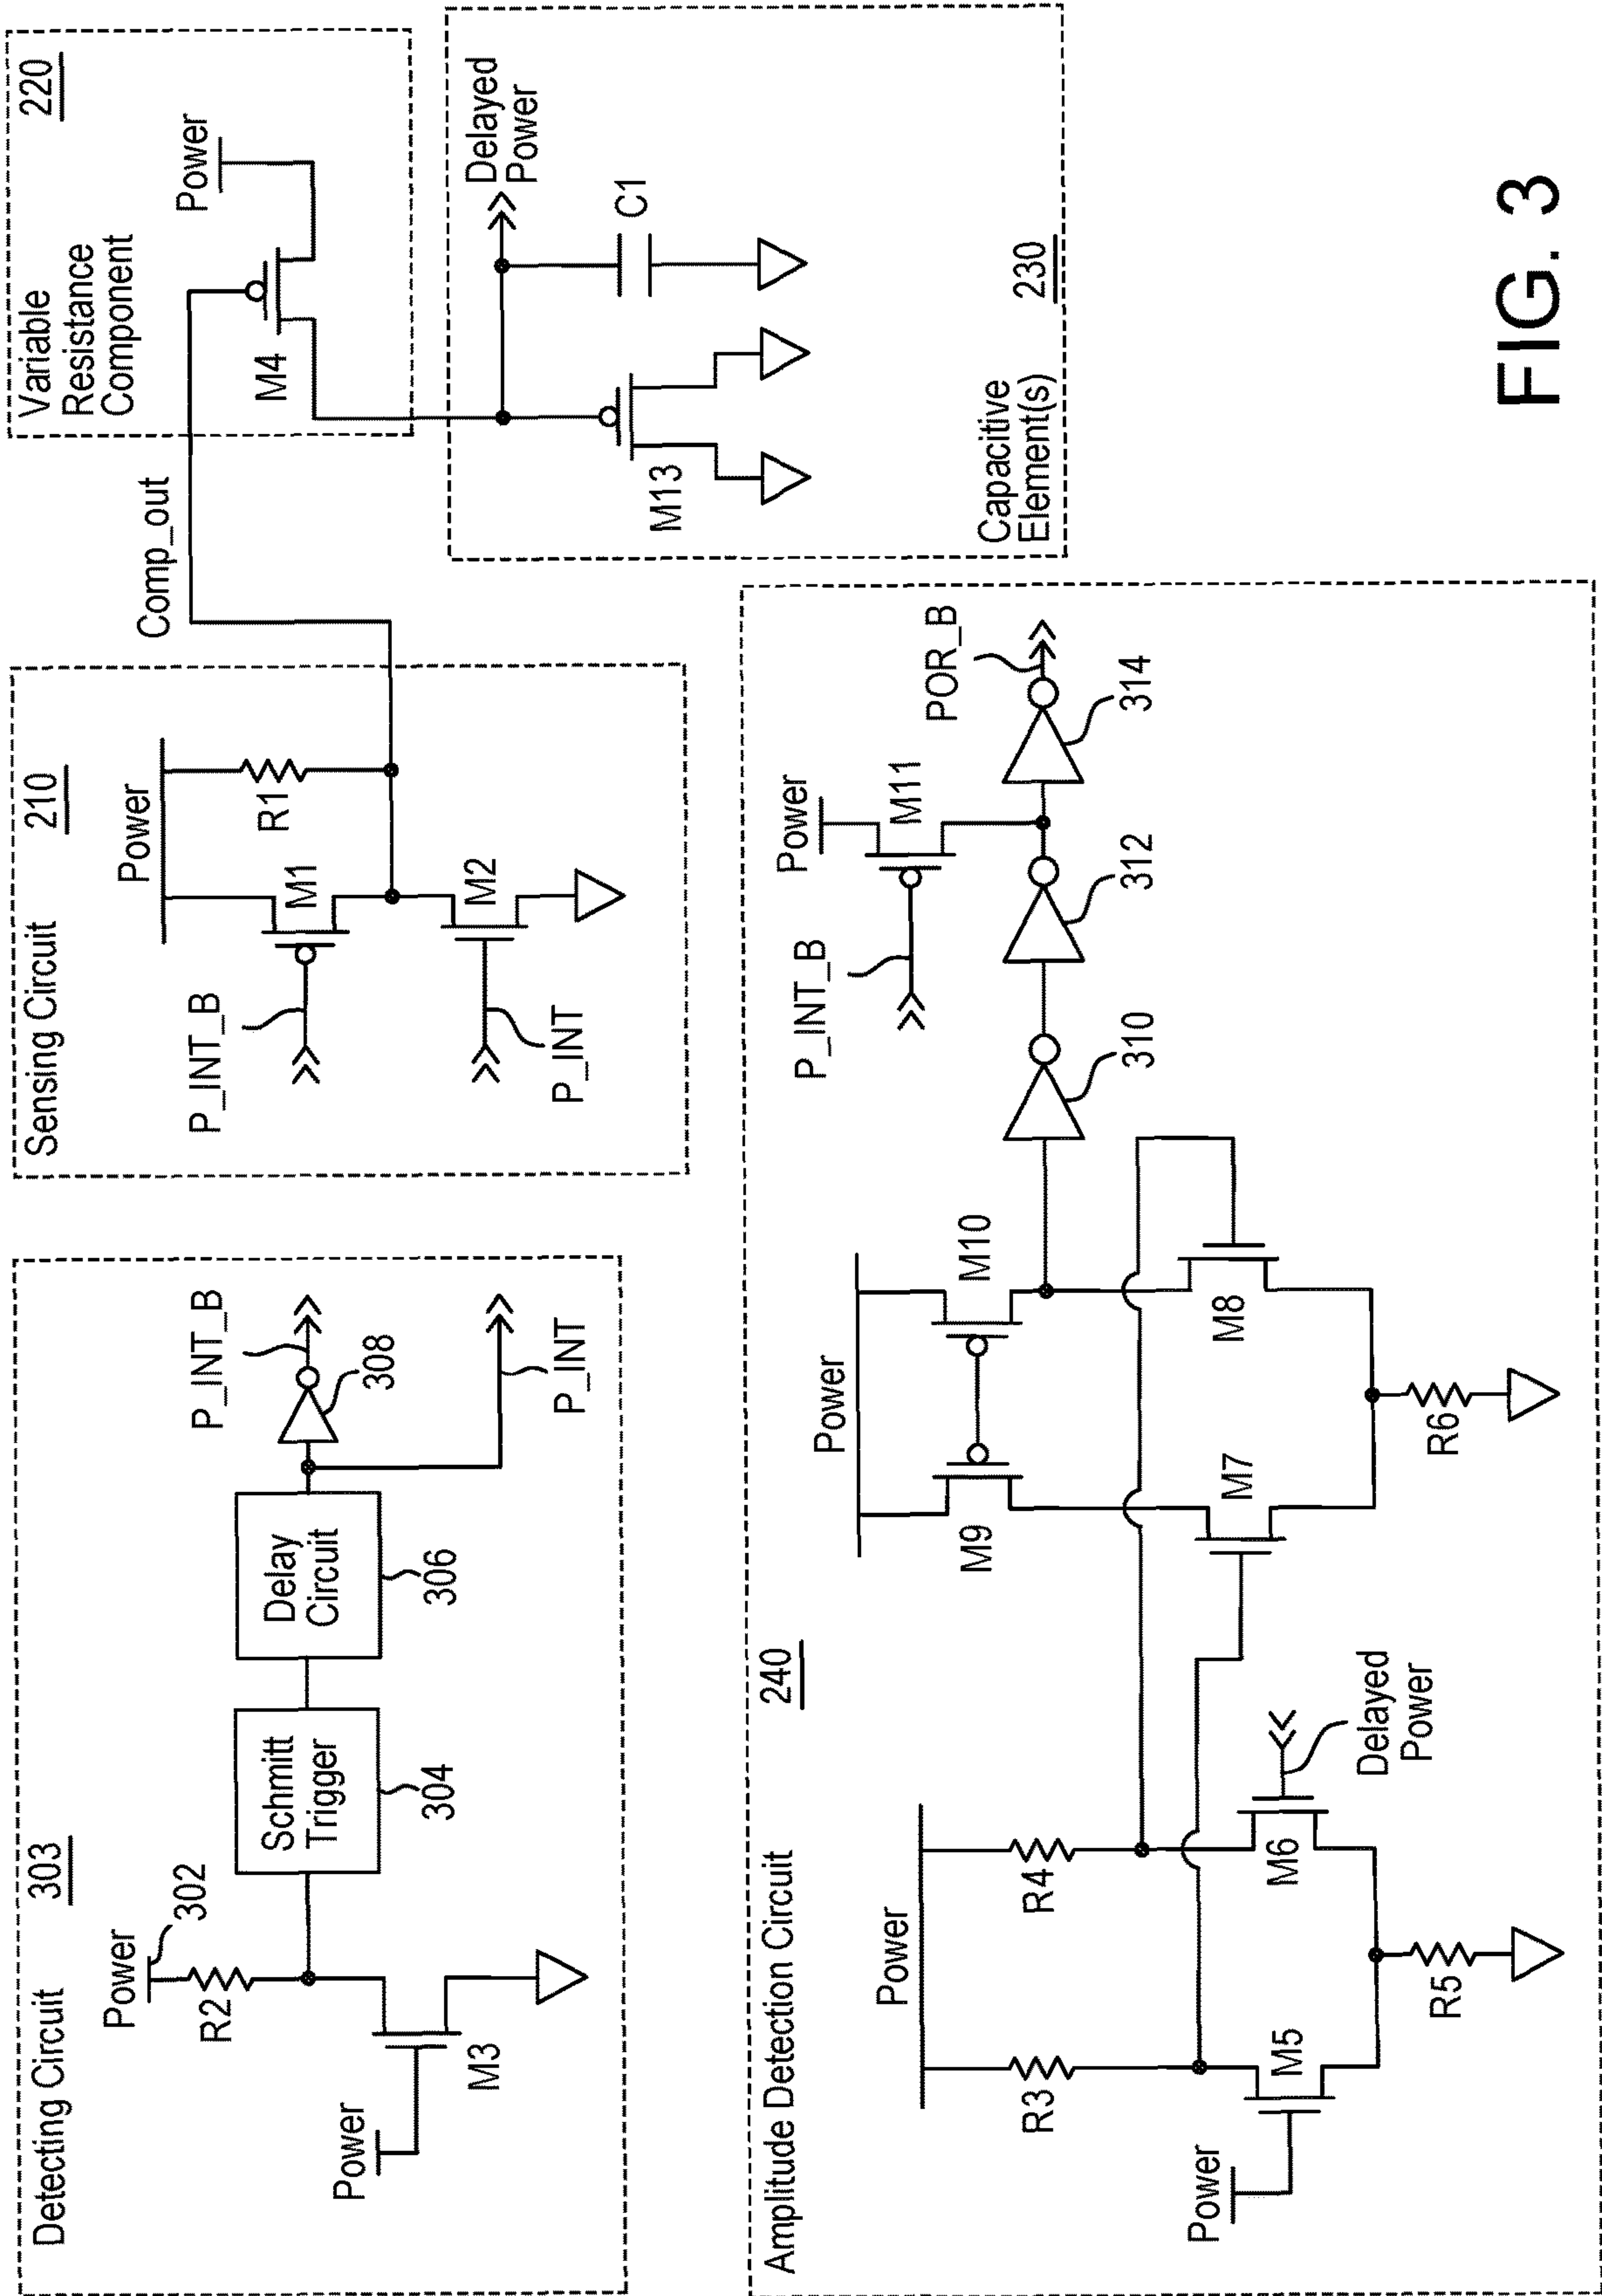 Detecting Circuit
303
Power
302
R2
Power
M3
Schmitt
Trigger
304
Delay
Circuit
306
308
P_INT_B
P_INT
Sensing Circuit
210
Power
P_INT_B
M1
R1
M2
P_INT
Comp_out
Variable
Resistance
Component
220
Power
M4
Delayed
Power
C1
M13
230
Capacitive
Element(s)
Amplitude Detection Circuit
240
Power
R3
R4
Power
M5
M6
Delayed
Power
R5
Power
M9
M10
M7
M8
R6
310
312
314
P_INT_B
Power
M11
POR_B
FIG. 3